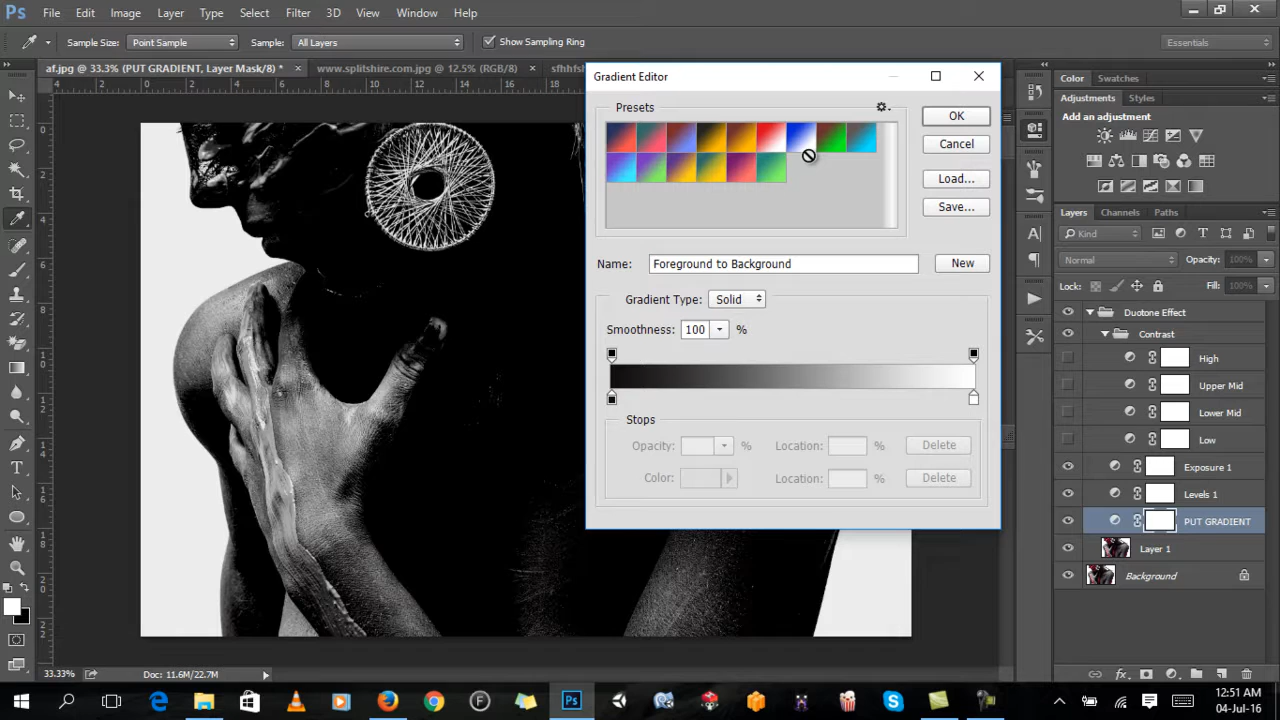 Ps File Edit Image Layer Type Select Filter 3D View Window Help
Sample Size: Point Sample Sample: All Layers Show Sampling Ring Essentials
af.jpg @ 33.3% (PUT GRADIENT, Layer Mask/8) * × www.splitshire.com.jpg @ 12.5% (RGB/8) ×
Gradient Editor
Presets
OK
Cancel
Load...
Save...
Name: Foreground to Background New
Gradient Type: Solid
Smoothness: 100 %
Stops
Opacity: % Location: % Delete
Color: Location: % Delete
Color Swatches
Adjustments Styles
Add an adjustment
Layers Channels Paths
Kind
Normal Opacity: 100%
Lock: Fill: 100%
Duotone Effect
Contrast
High
Upper Mid
Lower Mid
Low
Exposure 1
Levels 1
PUT GRADIENT
Layer 1
Background
33.33% Doc: 11.6M/22.7M
12:51 AM
04-Jul-16